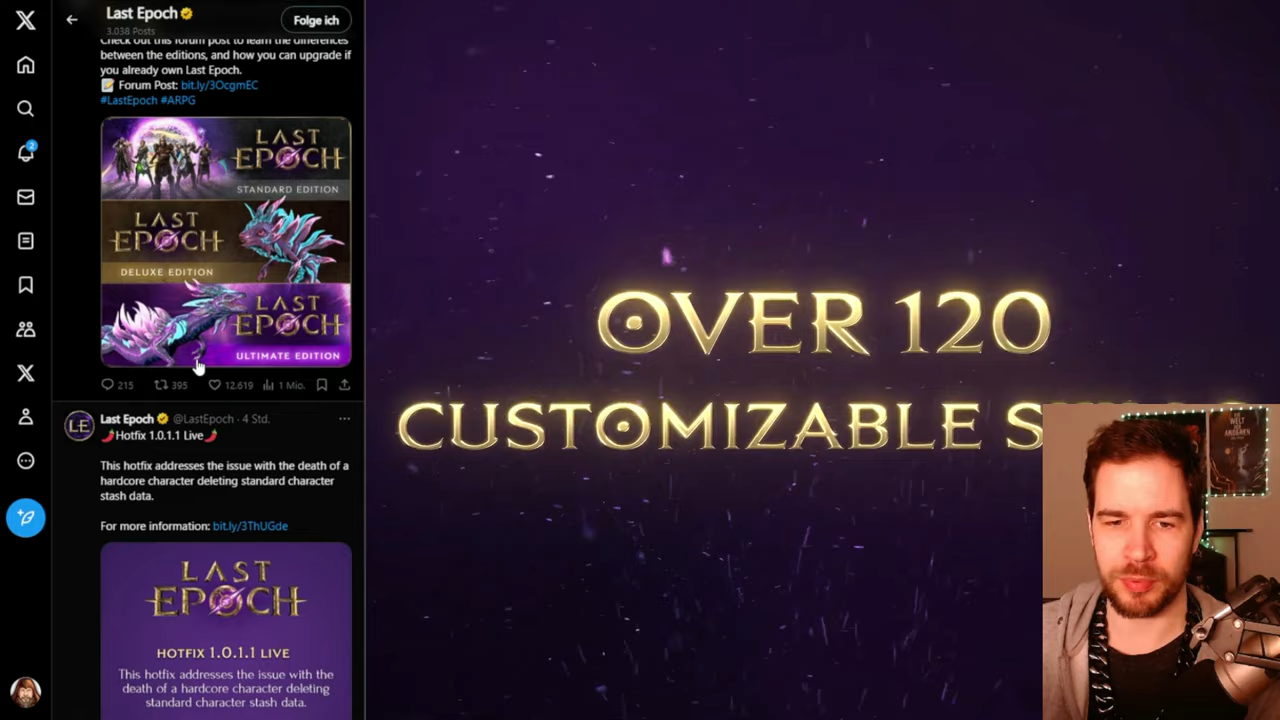 Last Epoch
3.038 Posts
Folge ich
Check out this forum post to learn the differences
between the editions, and how you can upgrade if
you already own Last Epoch.
Forum Post: bit.ly/3OcgmEC
#LastEpoch #ARPG
LAST
EPOCH
STANDARD EDITION
LAST
EPOCH
DELUXE EDITION
LAST
EPOCH
ULTIMATE EDITION
215 395 12.619 1 Mio.
2
LE
Last Epoch @LastEpoch · 4 Std.
Hotfix 1.0.1.1 Live
This hotfix addresses the issue with the death of a
hardcore character deleting standard character
stash data.
For more information: bit.ly/3ThUGde
LAST
EPOCH
HOTFIX 1.0.1.1 LIVE
This hotfix addresses the issue with the
death of a hardcore character deleting
standard character stash data.
OVER 120
CUSTOMIZABLE S
WELT
DER
ANDEREN